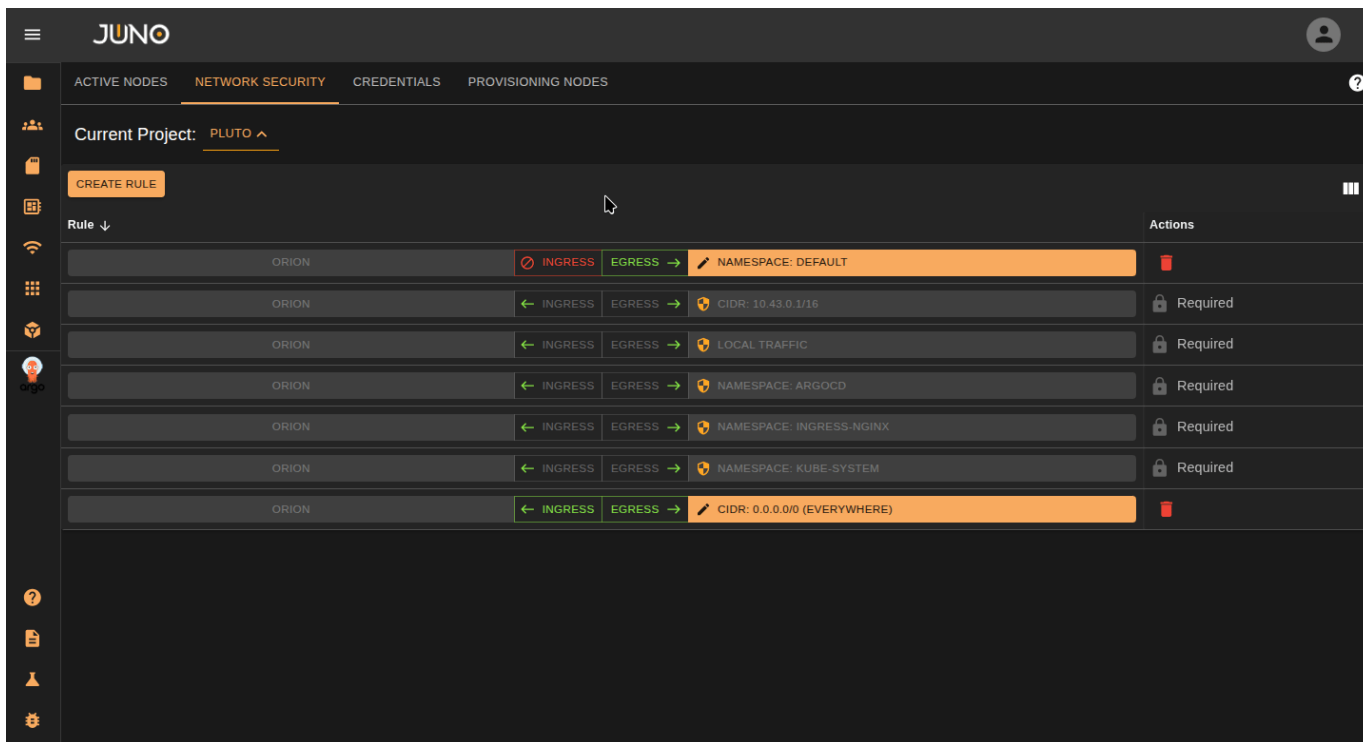 JUNO
ACTIVE NODES NETWORK SECURITY CREDENTIALS PROVISIONING NODES
Current Project: PLUTO
CREATE RULE
Rule Actions
ORION INGRESS EGRESS NAMESPACE: DEFAULT
ORION INGRESS EGRESS CIDR: 10.43.0.1/16 Required
ORION INGRESS EGRESS LOCAL TRAFFIC Required
ORION INGRESS EGRESS NAMESPACE: ARGOCD Required
argo
ORION INGRESS EGRESS NAMESPACE: INGRESS-NGINX Required
ORION INGRESS EGRESS NAMESPACE: KUBE-SYSTEM Required
ORION INGRESS EGRESS CIDR: 0.0.0.0/0 (EVERYWHERE)